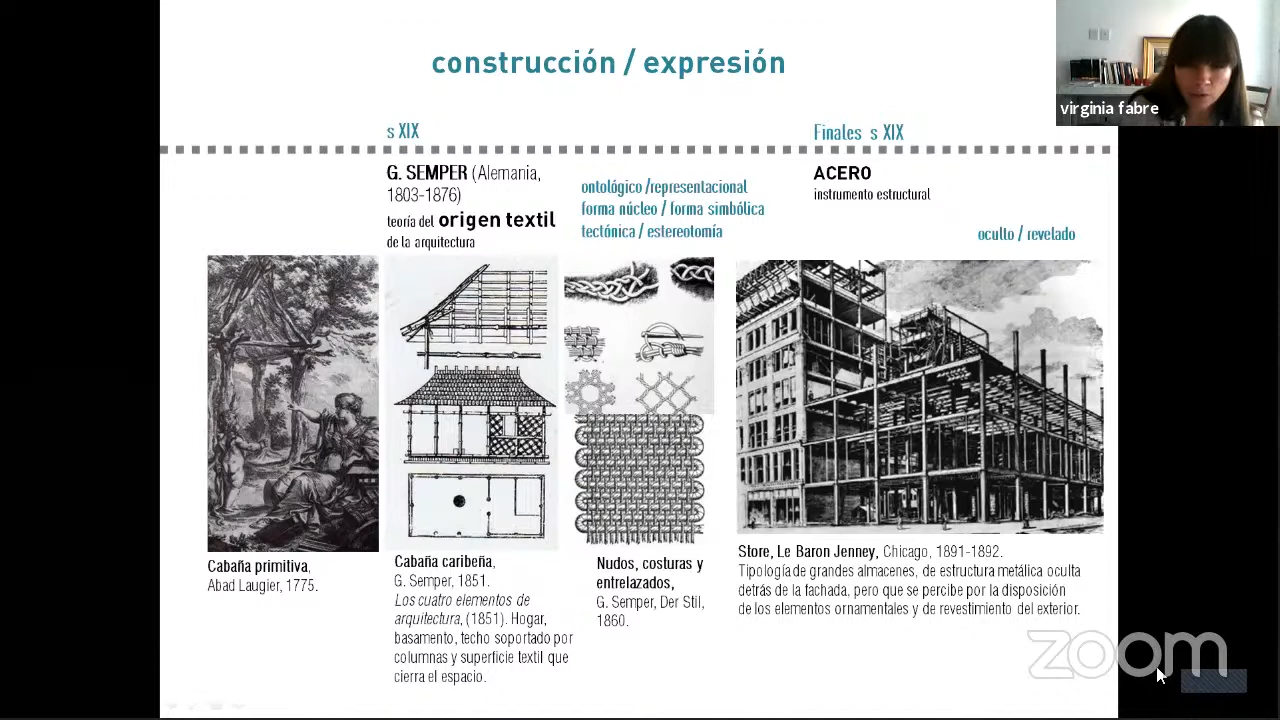 construcción / expresión
virginia fabre
s XIX
Finales s XIX
G. SEMPER (Alemania,
1803-1876)
teoría del origen textil
de la arquitectura
ontológico /representacional
forma núcleo / forma simbólica
tectónica / estereotomía
ACERO
instrumento estructural
oculto / revelado
Cabaña primitiva,
Abad Laugier, 1775.
Cabaña caribeña,
G. Semper, 1851.
Los cuatro elementos de
arquitectura, (1851). Hogar,
basamento, techo soportado por
columnas y superficie textil que
cierra el espacio.
Nudos, costuras y
entrelazados,
G. Semper, Der Stil,
1860.
Store, Le Baron Jenney, Chicago, 1891-1892.
Tipología de grandes almacenes, de estructura metálica oculta
detrás de la fachada, pero que se percibe por la disposición
de los elementos ornamentales y de revestimiento del exterior.
zoom